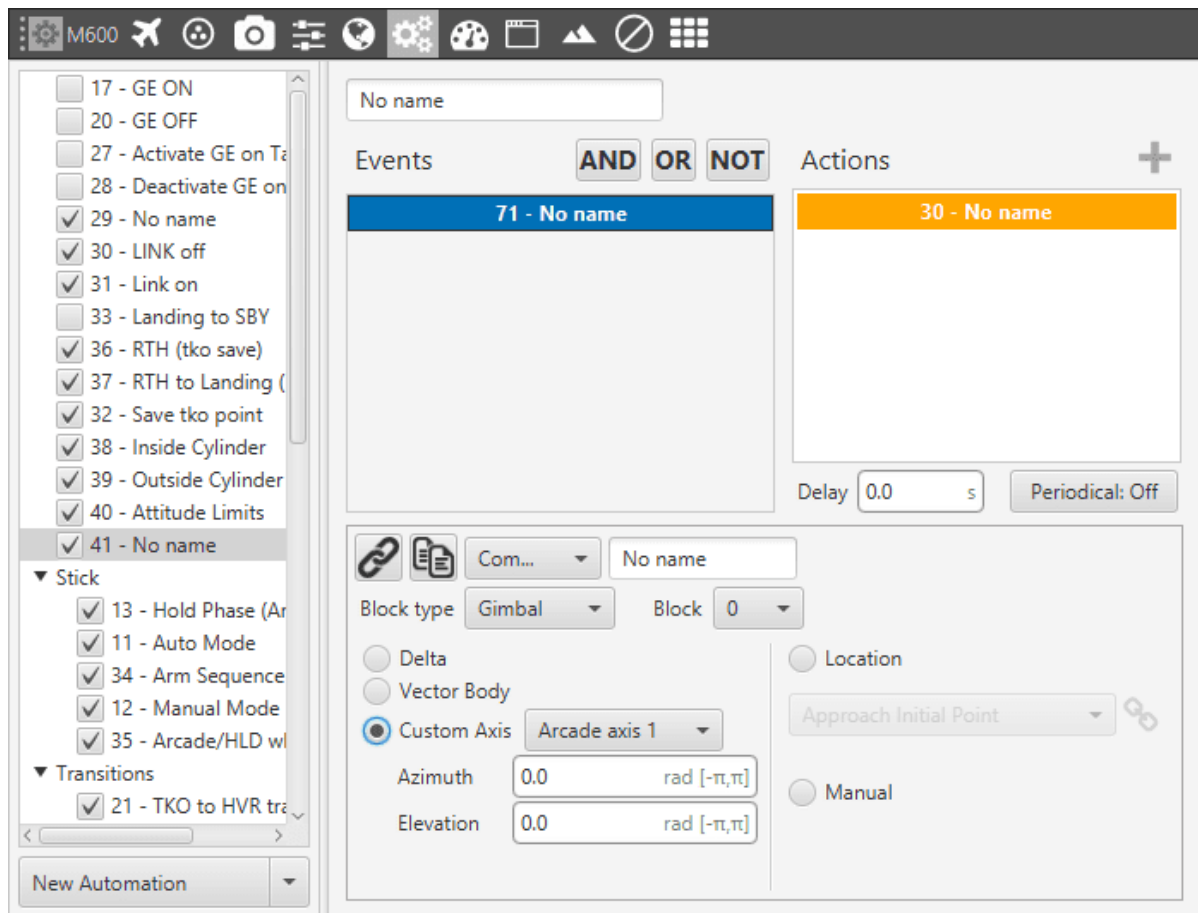 M600
17 - GE ON
20 - GE OFF
27 - Activate GE on Ta
28 - Deactivate GE on
29 - No name
30 - LINK off
31 - Link on
33 - Landing to SBY
36 - RTH (tko save)
37 - RTH to Landing (
32 - Save tko point
38 - Inside Cylinder
39 - Outside Cylinder
40 - Attitude Limits
41 - No name
Stick
13 - Hold Phase (Ar
11 - Auto Mode
34 - Arm Sequence
12 - Manual Mode
35 - Arcade/HLD wl
Transitions
21 - TKO to HVR tra
New Automation
No name
Events AND OR NOT
71 - No name
Actions
30 - No name
Delay 0.0 s Periodical: Off
Com... No name
Block type Gimbal Block 0
Delta
Vector Body
Custom Axis Arcade axis 1
Azimuth 0.0 rad [-π,π]
Elevation 0.0 rad [-π,π]
Location
Approach Initial Point
Manual